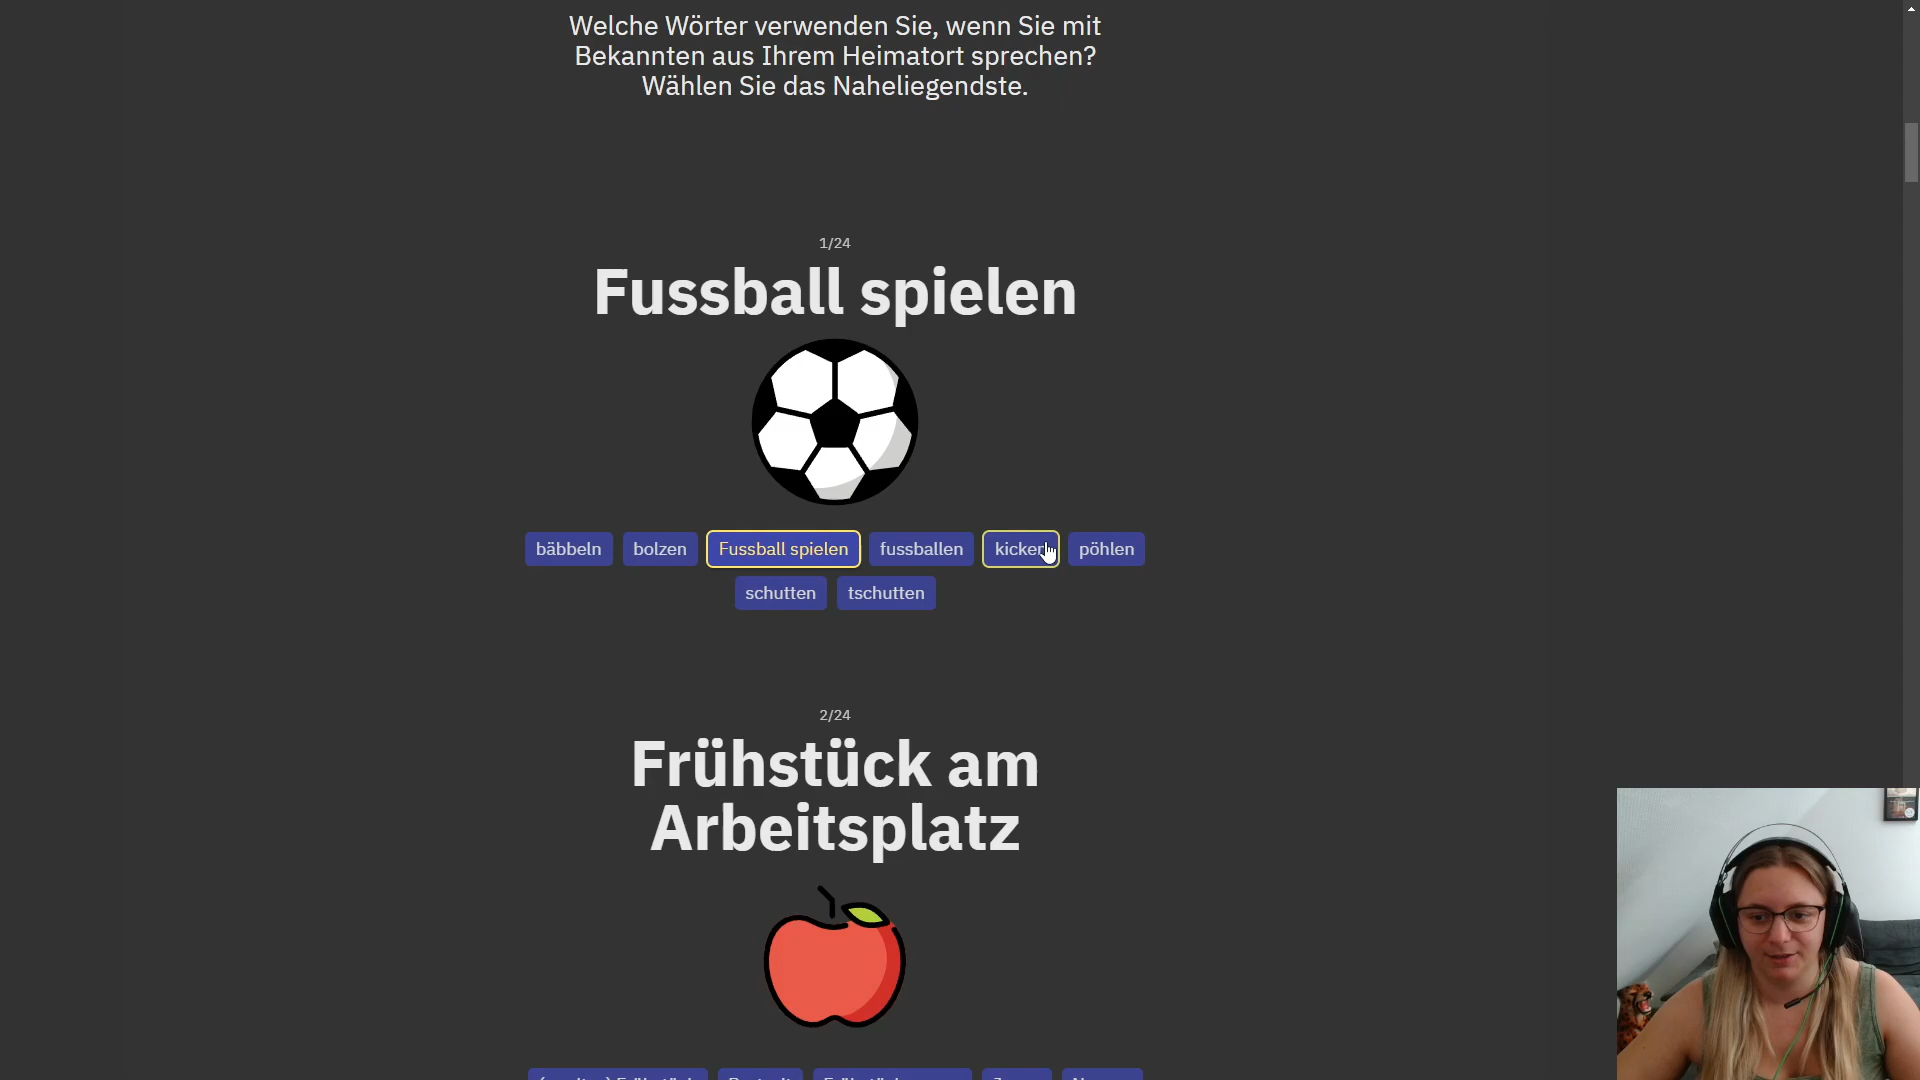 Welche Wörter verwenden Sie, wenn Sie mit
Bekannten aus Ihrem Heimatort sprechen?
Wählen Sie das Naheliegendste.
1/24
Fussball spielen
bäbbeln bolzen Fussball spielen fussballen kicken pöhlen
schutten tschutten
2/24
Frühstück am
Arbeitsplatz